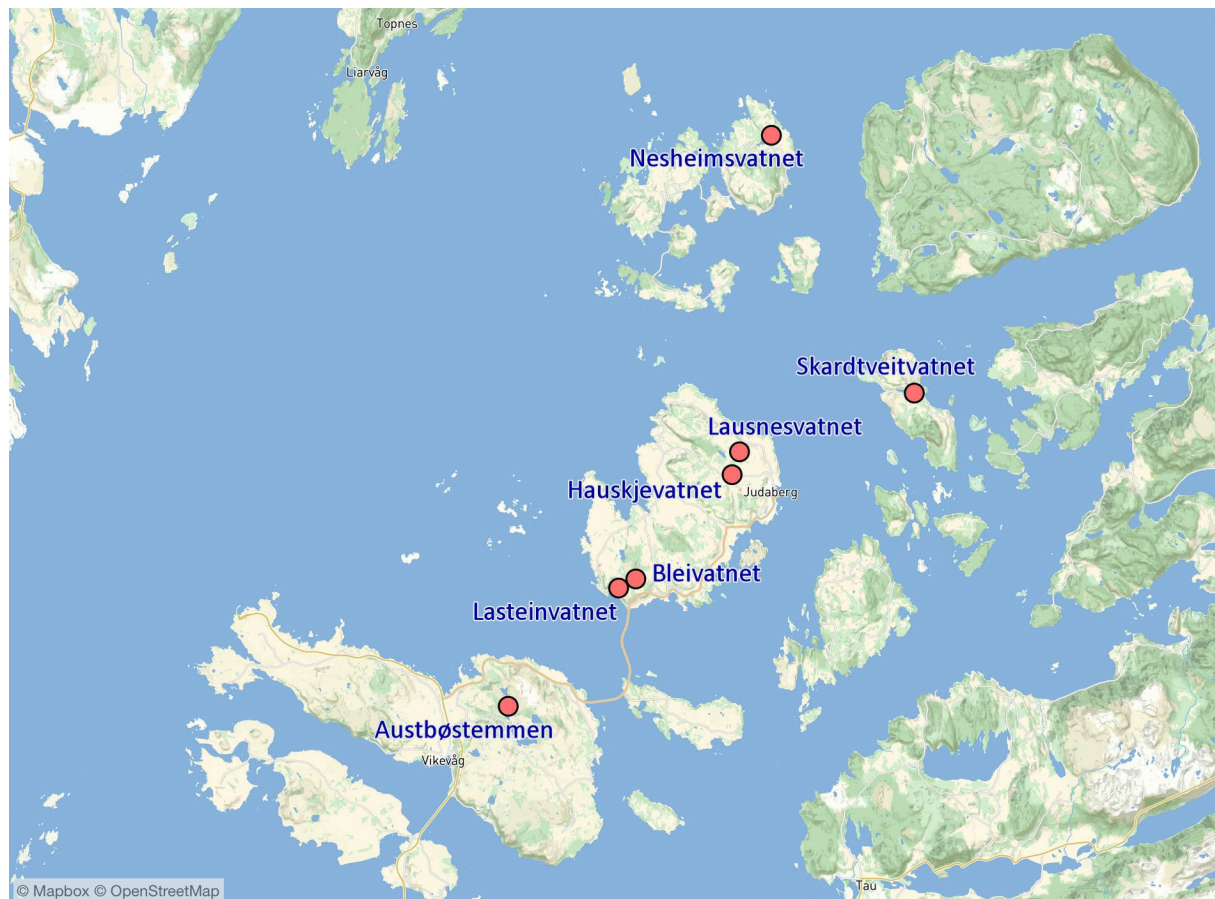 Topnes
Liarvåg
Nesheimsvatnet
Skardtveitvatnet
Lausnesvatnet
Hauskjevatnet
Judaberg
Bleivatnet
Lasteinvatnet
Austbøstemmen
Vikevåg
Tau
© Mapbox © OpenStreetMap